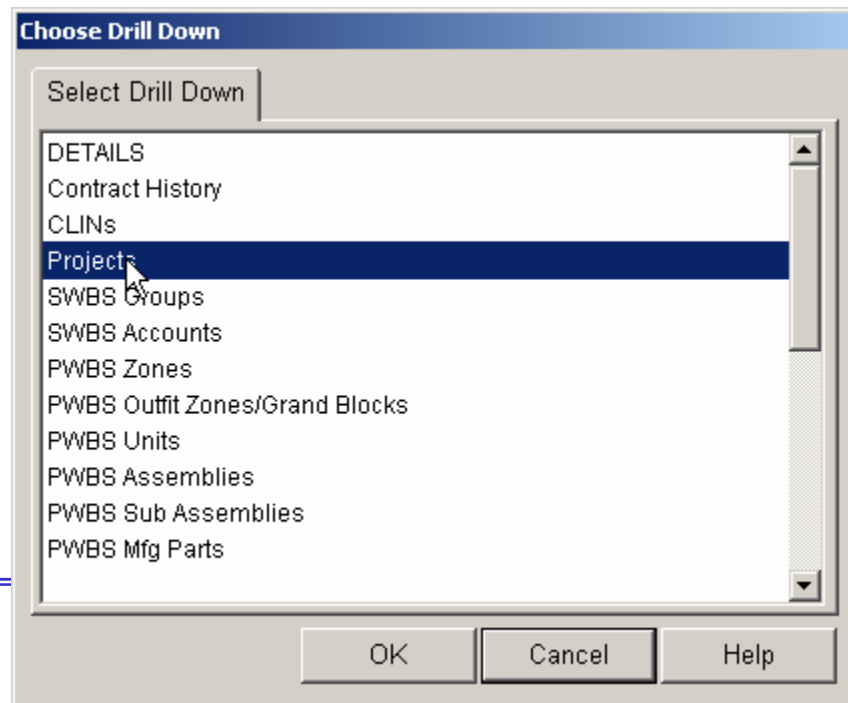 Choose Drill Down
Select Drill Down
DETAILS
Contract History
CLINs
Projects
SWBS Groups
SWBS Accounts
PWBS Zones
PWBS Outfit Zones/Grand Blocks
PWBS Units
PWBS Assemblies
PWBS Sub Assemblies
PWBS Mfg Parts
OK Cancel Help